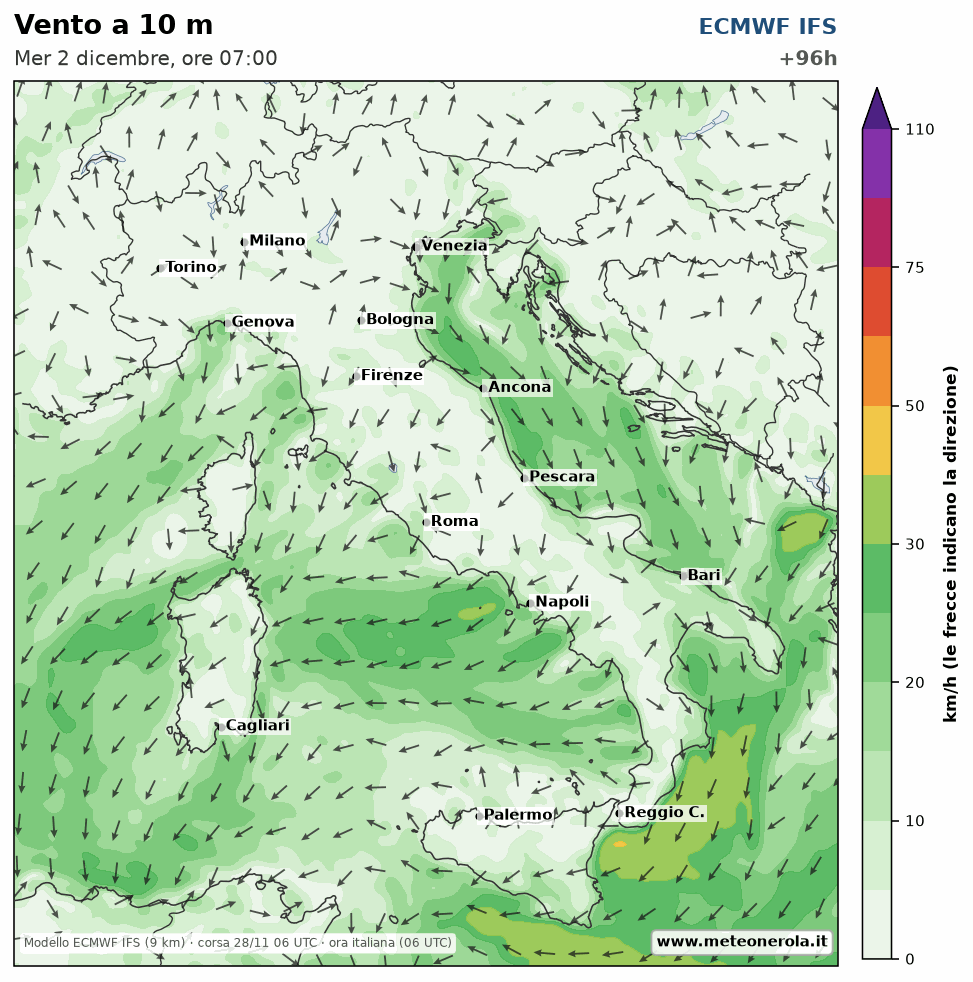 Vento a 10 m
ECMWF IFS
Mer 2 dicembre, ore 07:00
+96h
110
75
50
30
20
10
0
km/h (le frecce indicano la direzione)
Milano
Venezia
Torino
Genova
Bologna
Firenze
Ancona
Pescara
Roma
Bari
Napoli
Cagliari
Palermo
Reggio C.
Modello ECMWF IFS (9 km) · corsa 28/11 06 UTC · ora italiana (06 UTC)
www.meteonerola.it